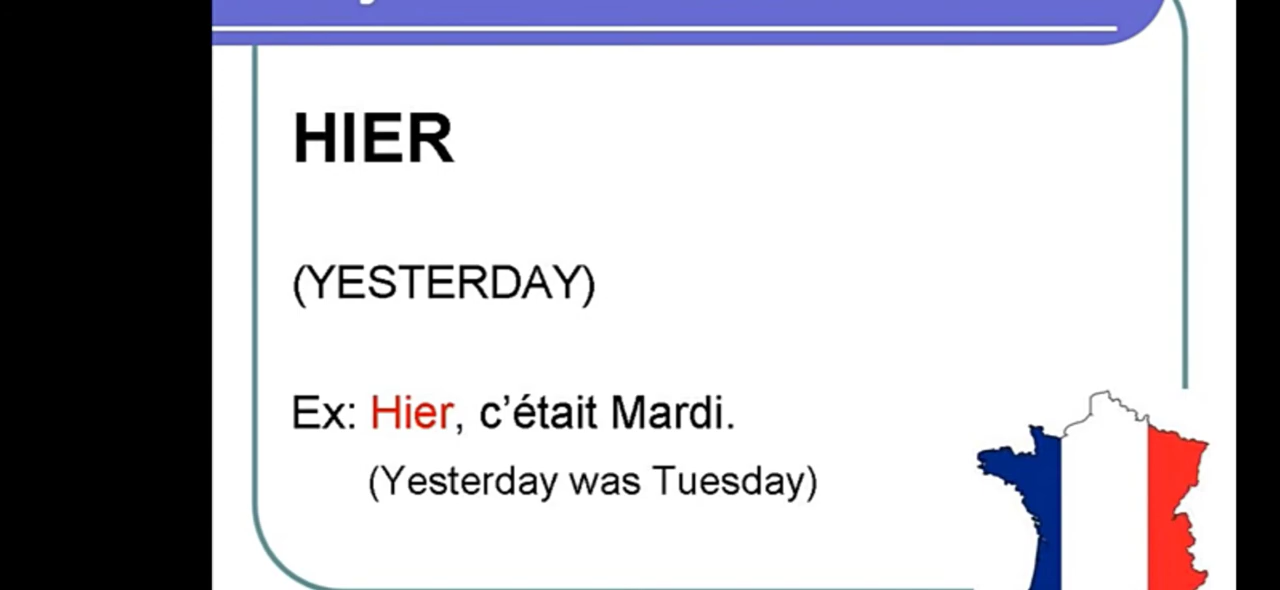 HIER
(YESTERDAY)
Ex: Hier, c’était Mardi.
(Yesterday was Tuesday)